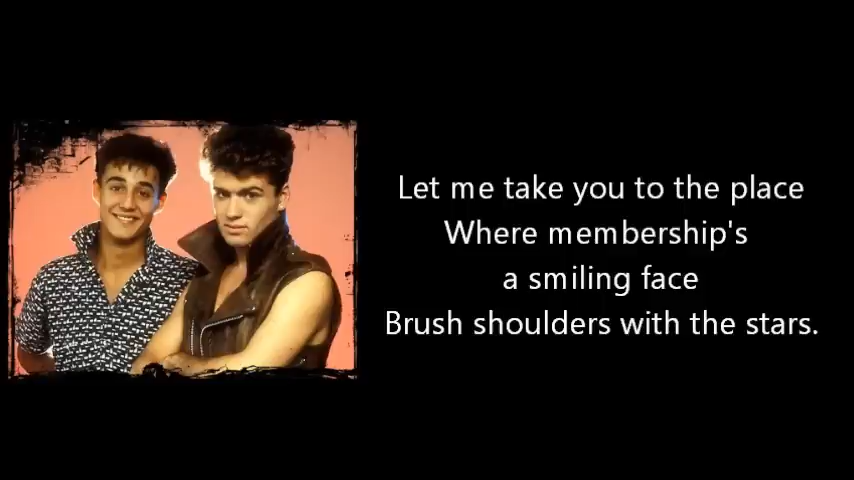 Let me take you to the place
Where membership's
a smiling face
Brush shoulders with the stars.